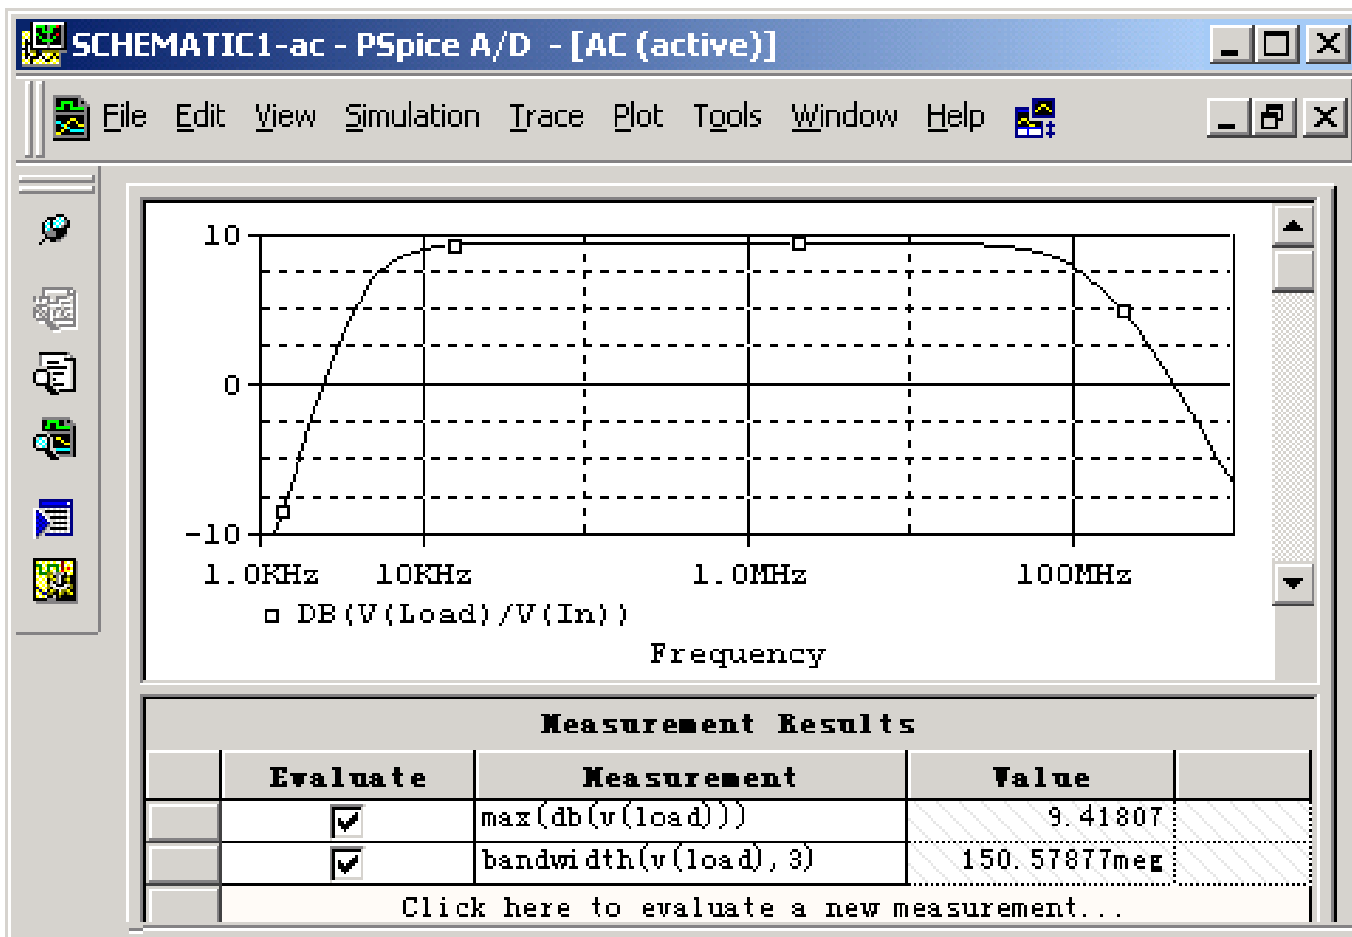 SCHEMATIC1-ac - PSpice A/D - [AC (active)]
File Edit View Simulation Trace Plot Tools Window Help
10
0
-10
1.0KHz 10KHz 1.0MHz 100MHz
DB(V(Load)/V(In))
Frequency
Measurement Results
Evaluate Measurement Value
max(db(v(load))) 9.41807
bandwidth(v(load),3) 150.57877meg
Click here to evaluate a new measurement...